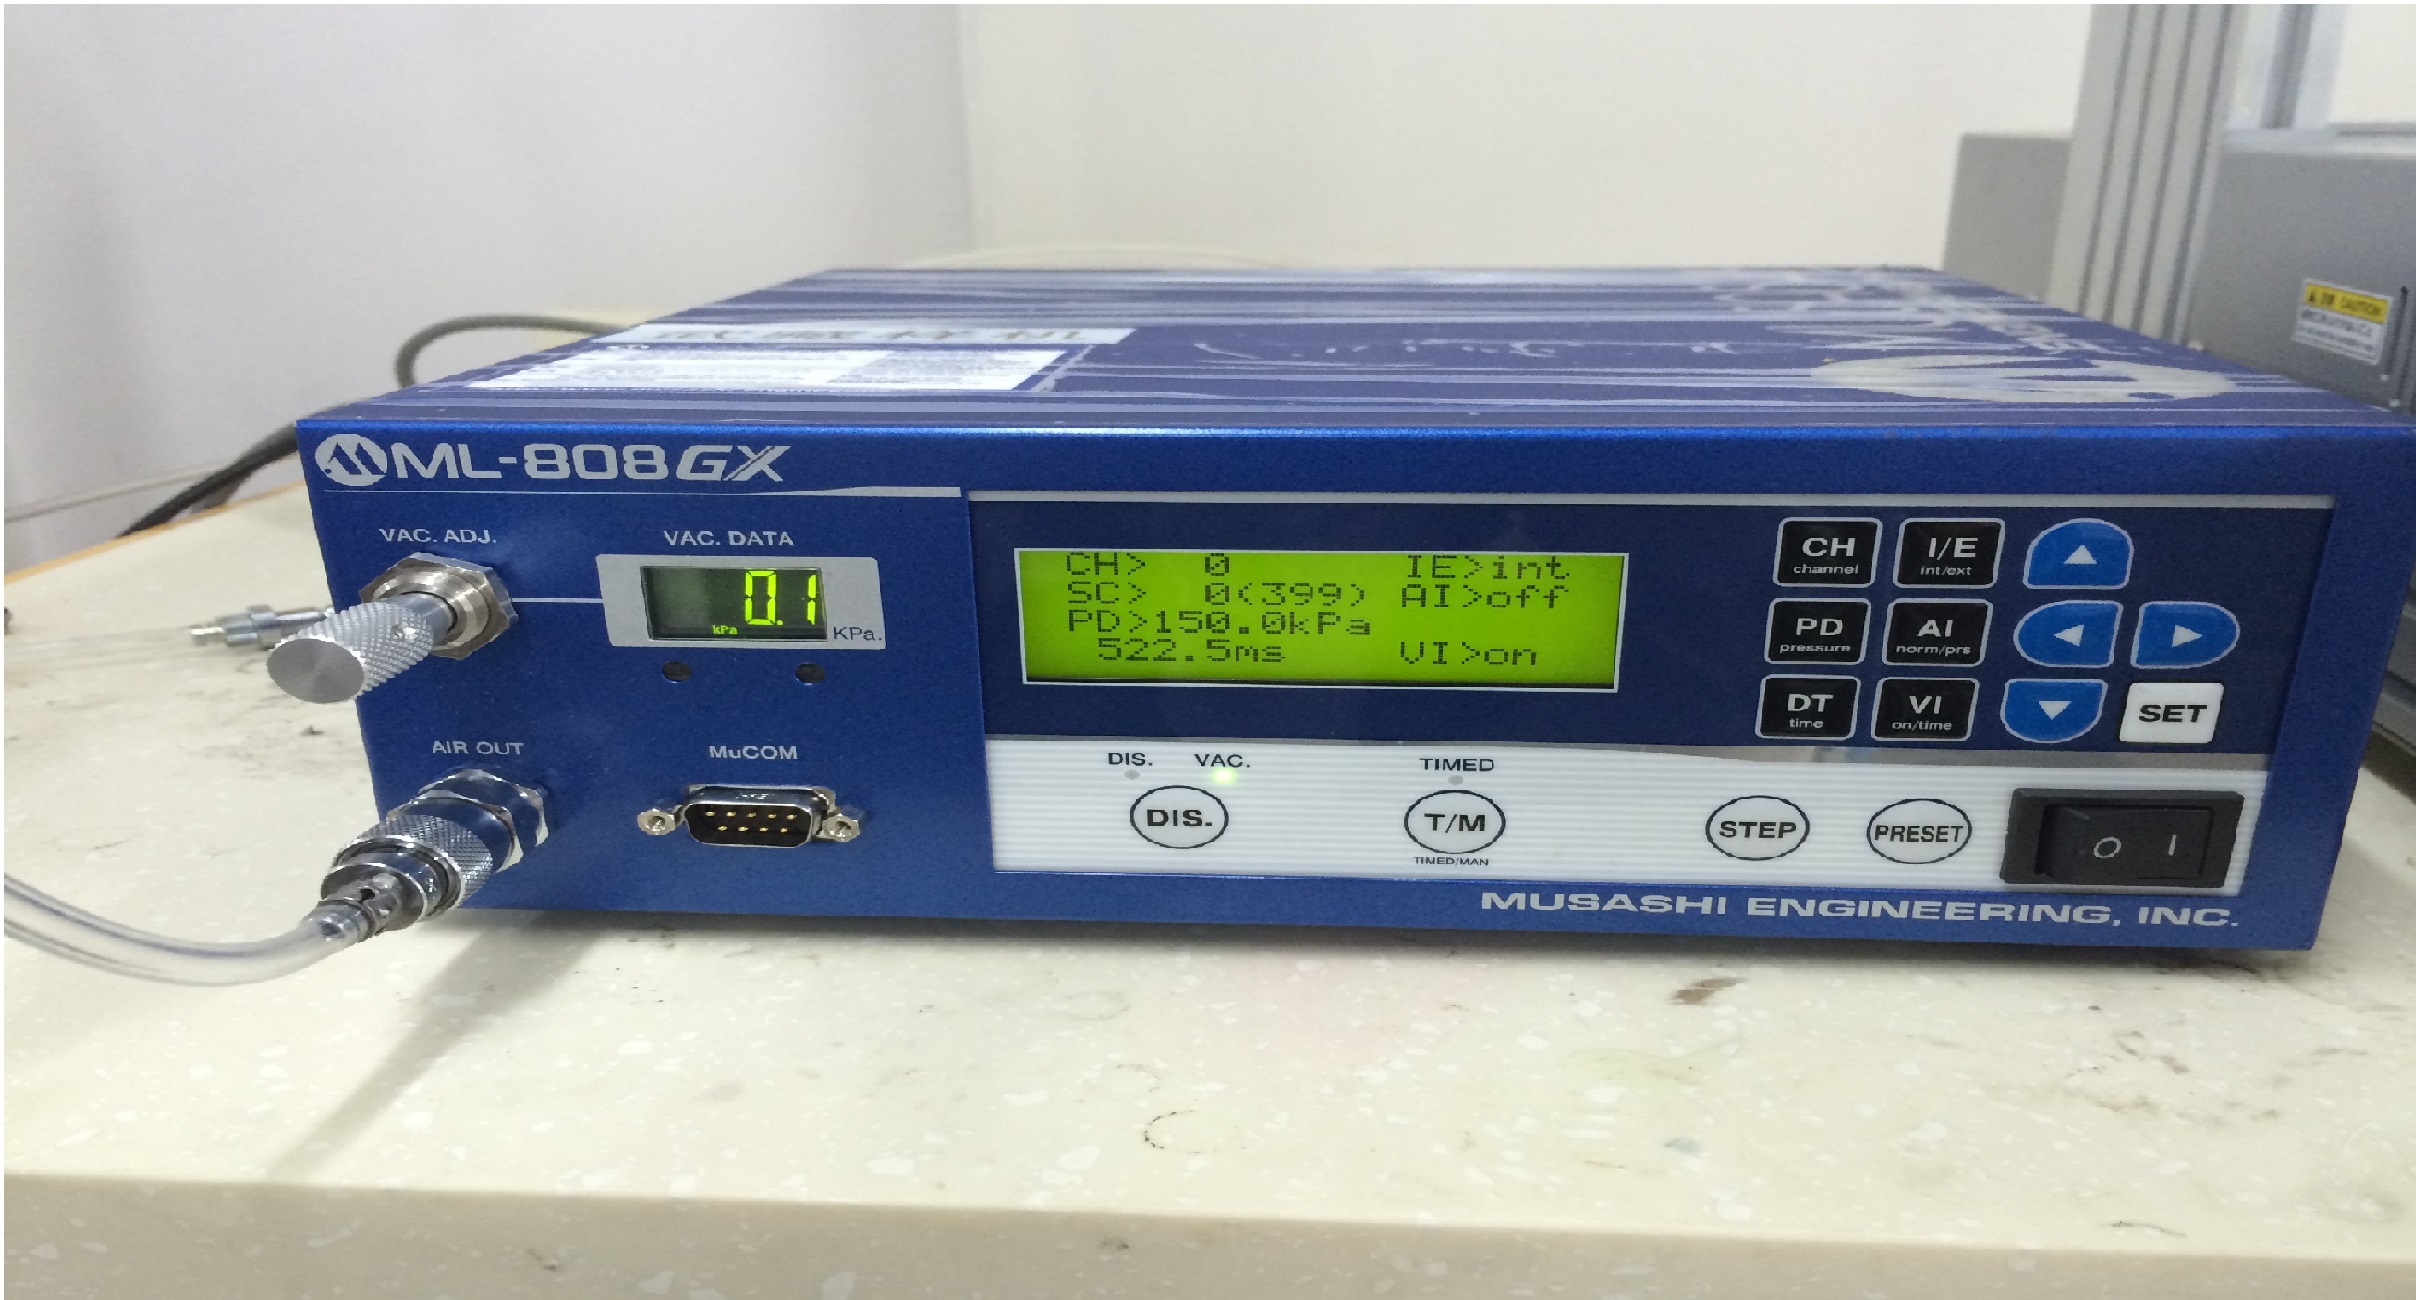 ML-808GX
VAC. ADJ.
VAC. DATA
0.1
kPa
KPa.
AIR OUT
MuCOM
CH> 0 IE>int
SC> 0(399) AI>off
PD>150.0kPa
522.5ms VI>on
CH
channel
I/E
int/ext
PD
pressure
AI
norm/prs
DT
time
VI
on/time
SET
DIS. VAC.
DIS.
TIMED
T/M
TIMED/MAN
STEP
PRESET
O I
MUSASHI ENGINEERING, INC.
CAUTION